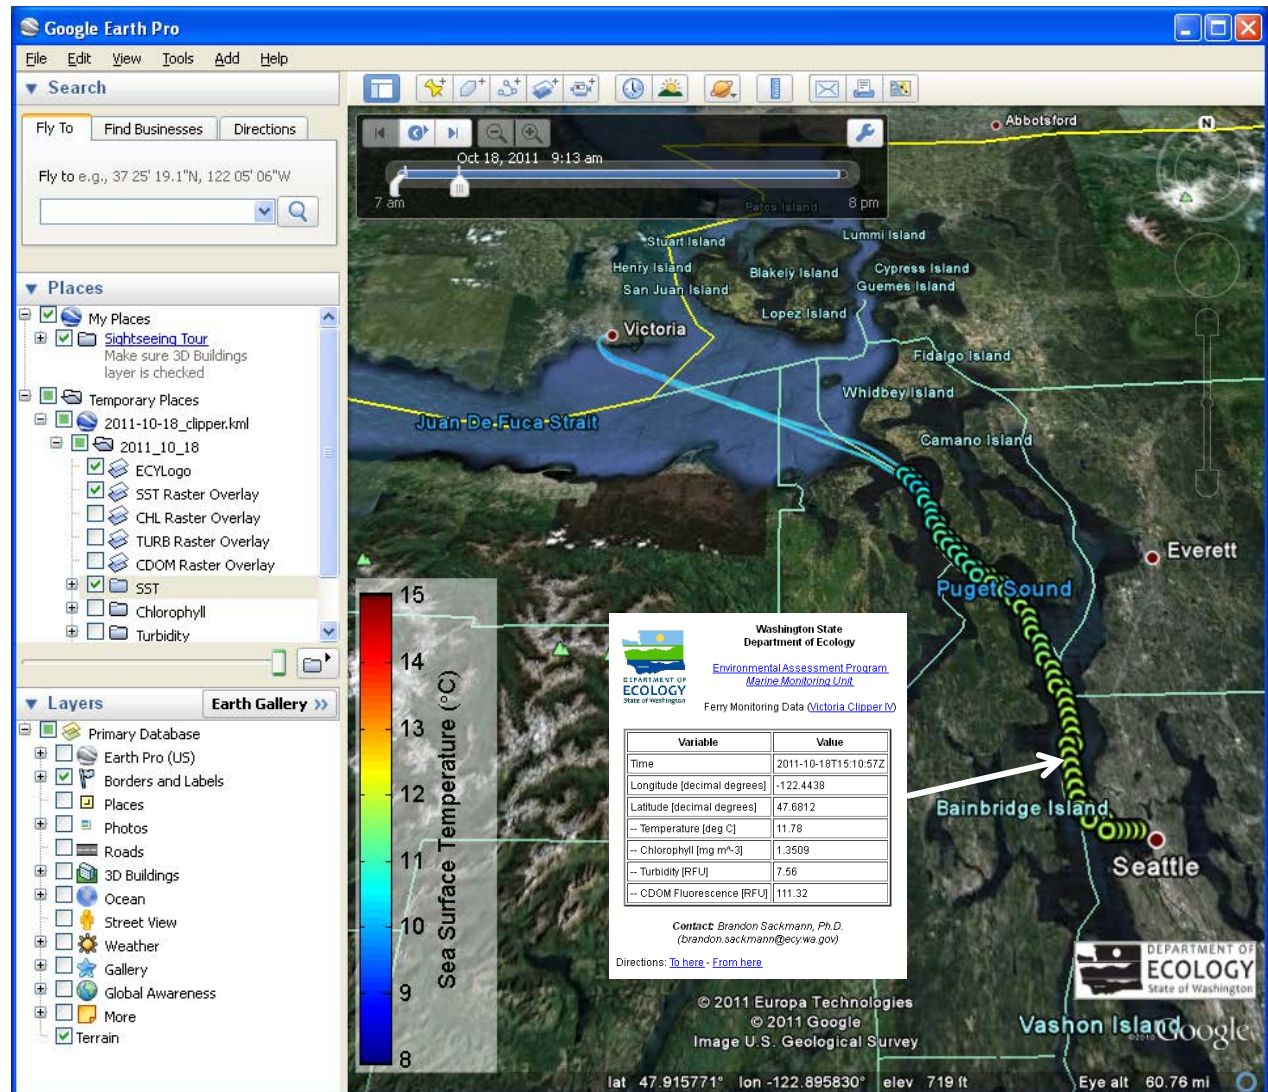 Google Earth Pro
File Edit View Tools Add Help
Search
Fly To Find Businesses Directions
Fly to e.g., 37 25' 19.1"N, 122 05' 06"W
Places
My Places
Sightseeing Tour
Make sure 3D Buildings
layer is checked
Temporary Places
2011-10-18_clipper.kml
2011_10_18
ECYLogo
SST Raster Overlay
CHL Raster Overlay
TURB Raster Overlay
CDOM Raster Overlay
SST
Chlorophyll
Turbidity
Layers Earth Gallery >>
Primary Database
Earth Pro (US)
Borders and Labels
Places
Photos
Roads
3D Buildings
Ocean
Street View
Weather
Gallery
Global Awareness
More
Terrain
Oct 18, 2011 9:13 am
7 am 8 pm
Abbotsford
N
Patos Island
Stuart Island
Lummi Island
Henry Island
Blakely Island
Cypress Island
San Juan Island
Guemes Island
Lopez Island
Victoria
Fidalgo Island
Whidbey Island
Juan De Fuca Strait
Camano Island
Everett
Puget Sound
Bainbridge Island
Seattle
Vashon Island
15
14
13
12
11
10
9
8
Sea Surface Temperature (°C)
DEPARTMENT OF
ECOLOGY
State of Washington
Washington State
Department of Ecology
Environmental Assessment Program
Marine Monitoring Unit
Ferry Monitoring Data (Victoria Clipper IV)
Variable Value
Time 2011-10-18T15:10:57Z
Longitude [decimal degrees] -122.4438
Latitude [decimal degrees] 47.6812
-- Temperature [deg C] 11.78
-- Chlorophyll [mg m^-3] 1.3509
-- Turbidity [RFU] 7.56
-- CDOM Fluorescence [RFU] 111.32
Contact: Brandon Sackmann, Ph.D.
(brandon.sackmann@ecy.wa.gov)
Directions: To here - From here
DEPARTMENT OF
ECOLOGY
State of Washington
© 2011 Europa Technologies
© 2011 Google
Image U.S. Geological Survey
©2010 Google
lat 47.915771° lon -122.895830° elev 719 ft Eye alt 60.76 mi